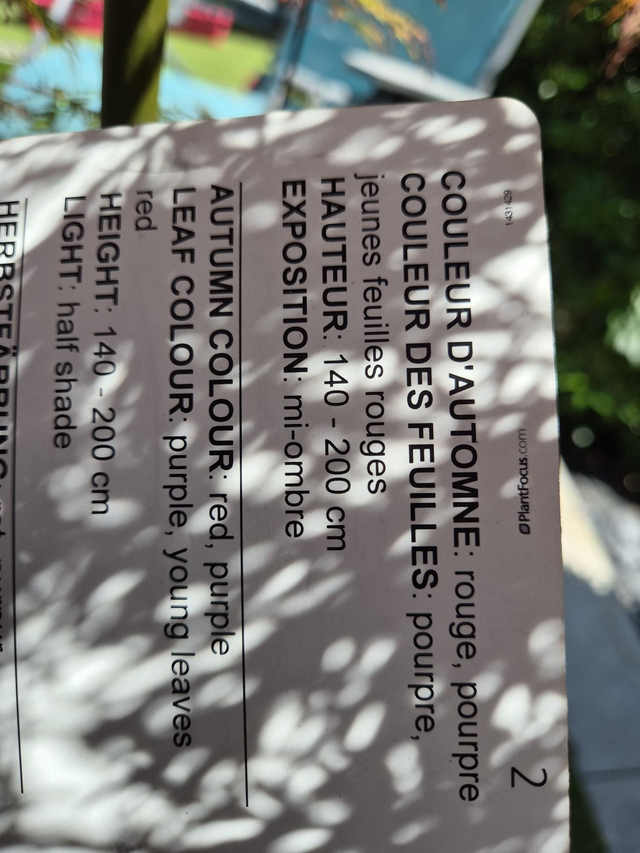 2
PlantFocus.com
COULEUR D'AUTOMNE: rouge, pourpre
COULEUR DES FEUILLES: pourpre,
jeunes feuilles rouges
HAUTEUR: 140 - 200 cm
EXPOSITION: mi-ombre
AUTUMN COLOUR: red, purple
LEAF COLOUR: purple, young leaves
red
HEIGHT: 140 - 200 cm
LIGHT: half shade
HERBSTFÄRBUNG: